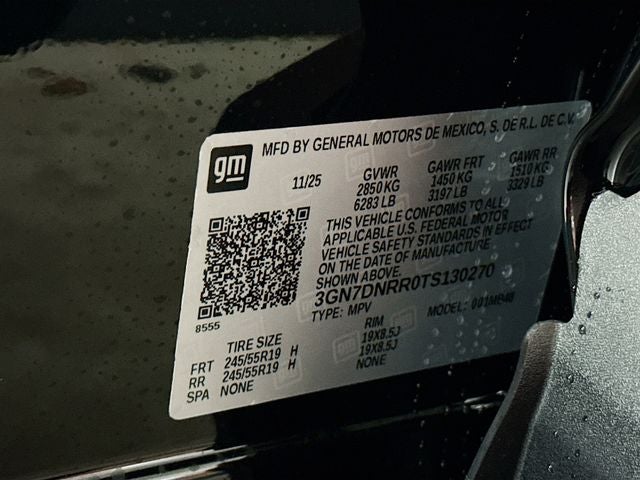 gm
MFD BY GENERAL MOTORS DE MEXICO, S. DE R.L. DE C.V.
11/25 GVWR GAWR FRT GAWR RR
2850 KG 1450 KG 1510 KG
6283 LB 3197 LB 3329 LB
THIS VEHICLE CONFORMS TO ALL
APPLICABLE U.S. FEDERAL MOTOR
VEHICLE SAFETY STANDARDS IN EFFECT
ON THE DATE OF MANUFACTURE
SHOWN ABOVE.
3GN7DNRR0TS130270
TYPE: MPV MODEL:
8555
TIRE SIZE RIM
FRT 245/55R19 H 19X8.5J
RR 245/55R19 H 19X8.5J
SPA NONE NONE